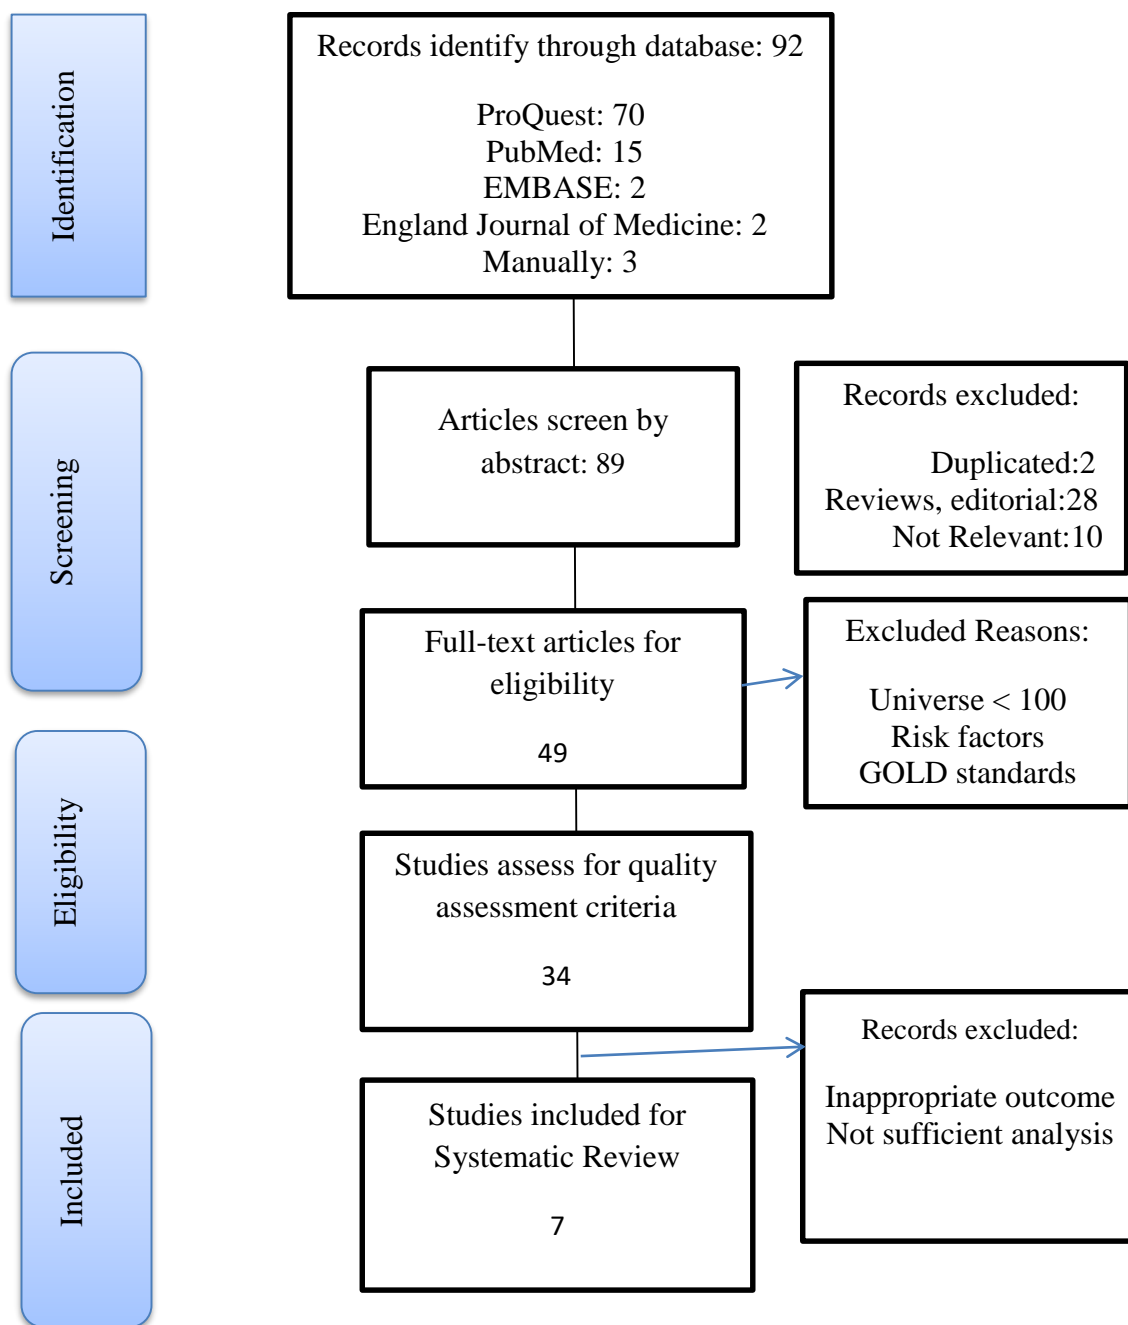 Identification
Records identify through database: 92
ProQuest: 70
PubMed: 15
EMBASE: 2
England Journal of Medicine: 2
Manually: 3
Screening
Articles screen by
abstract: 89
Records excluded:
Duplicated:2
Reviews, editorial:28
Not Relevant:10
Full-text articles for
eligibility
49
Excluded Reasons:
Universe < 100
Risk factors
GOLD standards
Eligibility
Studies assess for quality
assessment criteria
34
Records excluded:
Inappropriate outcome
Not sufficient analysis
Included
Studies included for
Systematic Review
7